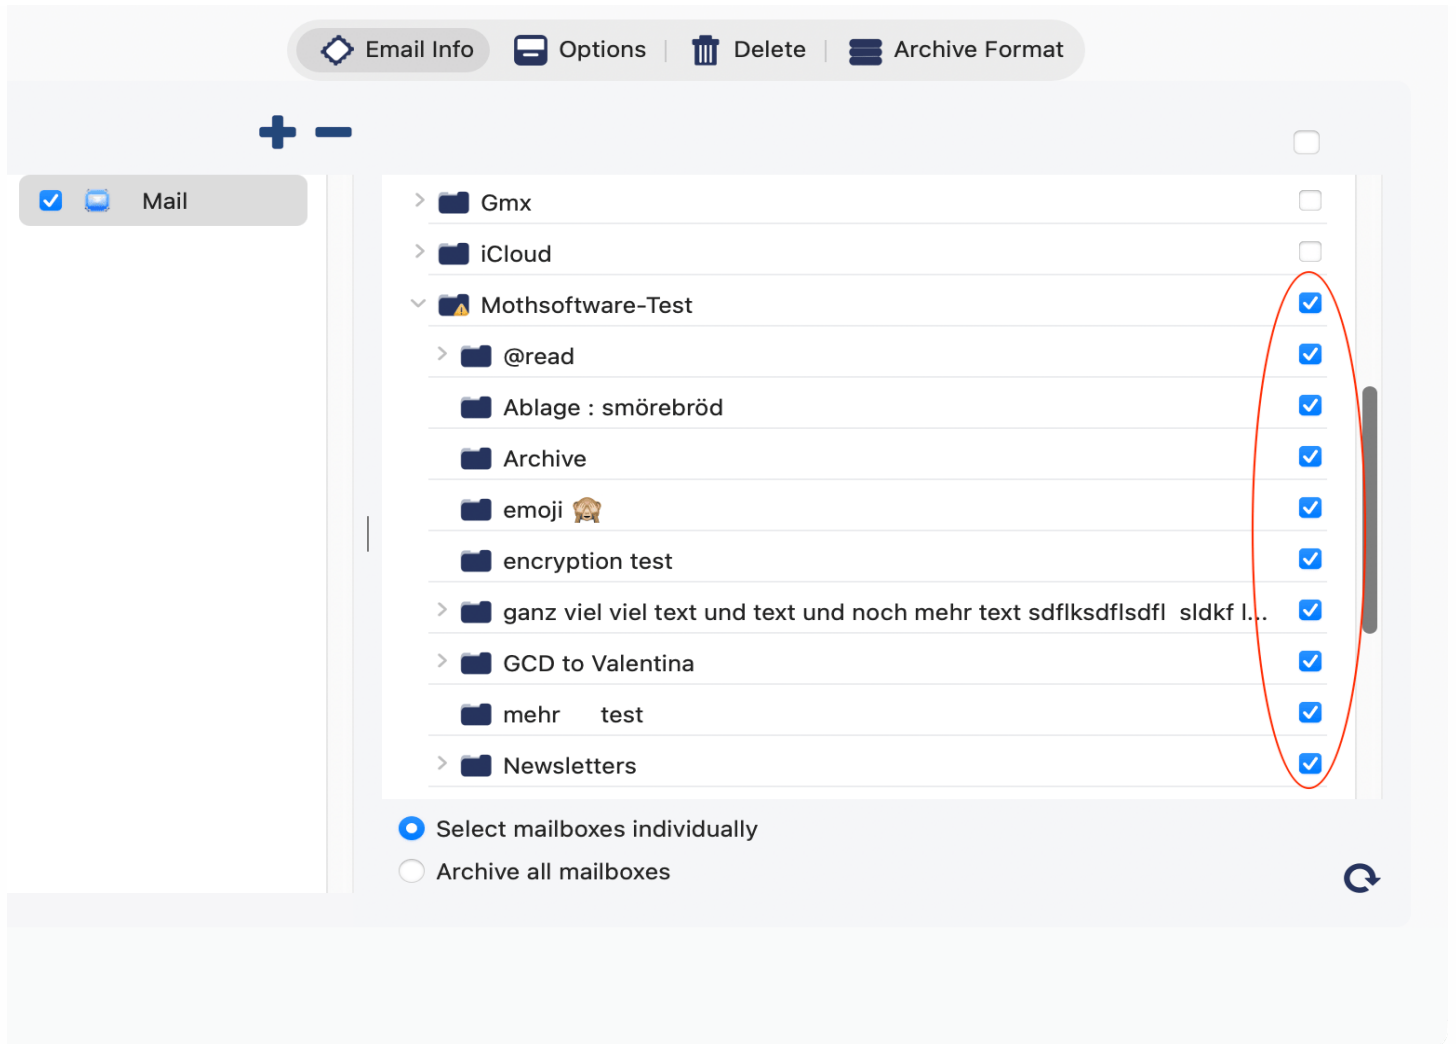 Email Info Options Delete Archive Format
Mail
Gmx
iCloud
Mothsoftware-Test
@read
Ablage : smörebröd
Archive
emoji 🙈
encryption test
ganz viel viel text und text und noch mehr text sdflksdflsdfl sldkf l...
GCD to Valentina
mehr test
Newsletters
Select mailboxes individually
Archive all mailboxes